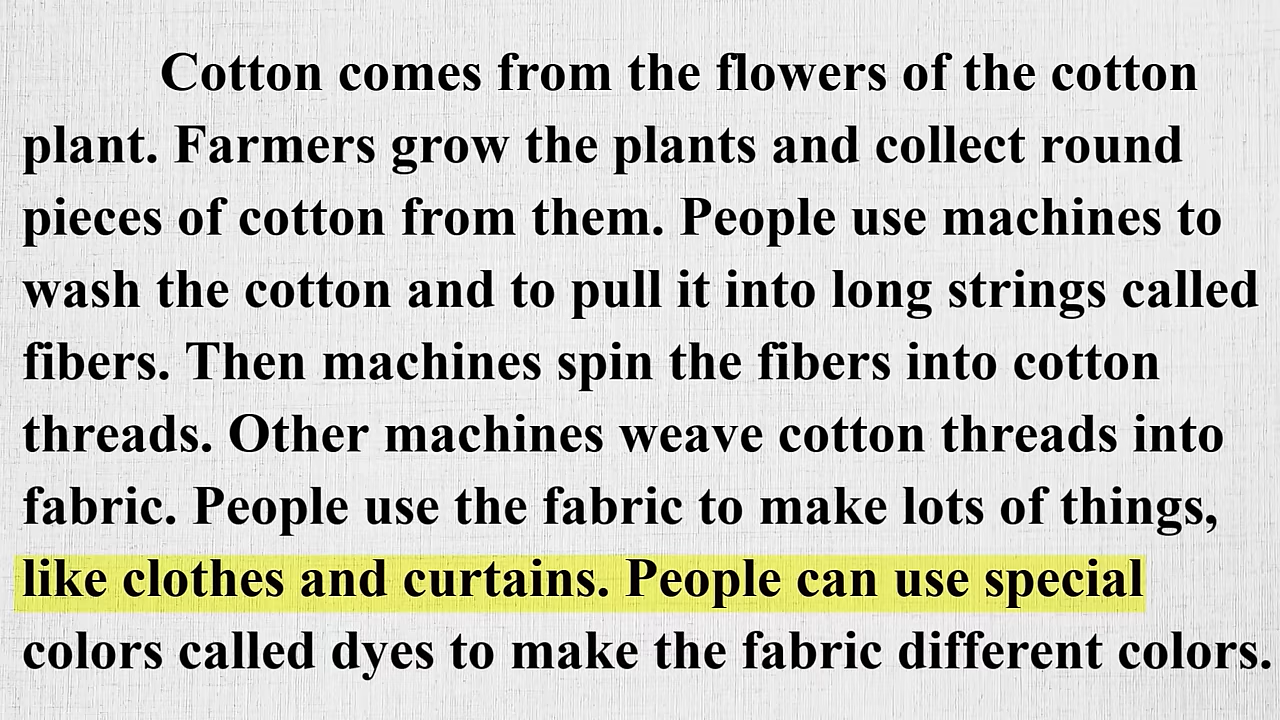 Cotton comes from the flowers of the cotton
plant. Farmers grow the plants and collect round
pieces of cotton from them. People use machines to
wash the cotton and to pull it into long strings called
fibers. Then machines spin the fibers into cotton
threads. Other machines weave cotton threads into
fabric. People use the fabric to make lots of things,
like clothes and curtains. People can use special
colors called dyes to make the fabric different colors.